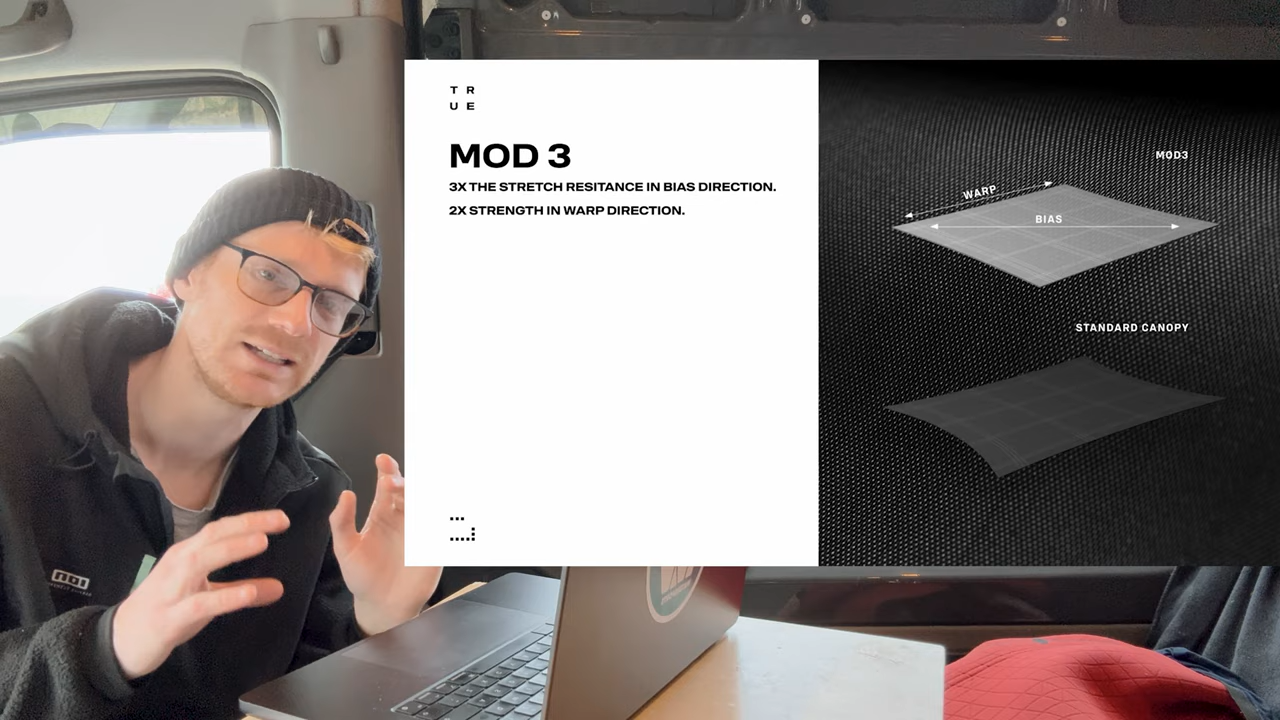 T R
U E
MOD 3
3X THE STRETCH RESITANCE IN BIAS DIRECTION.
2X STRENGTH IN WARP DIRECTION.
MOD3
WARP
BIAS
STANDARD CANOPY
ION